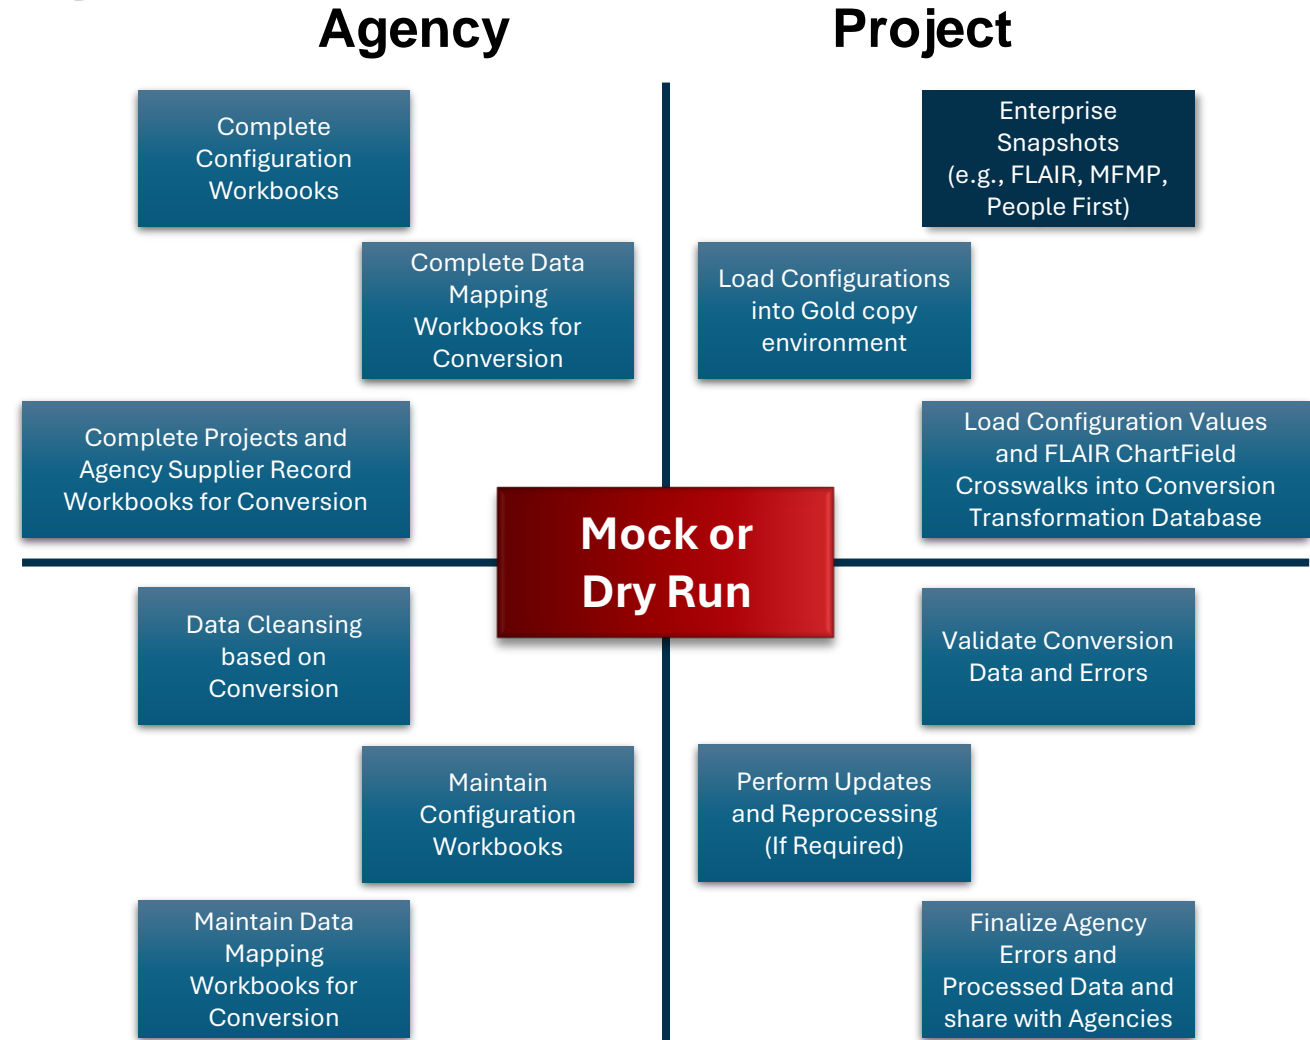 Agency
Project
Complete
Configuration
Workbooks
Enterprise
Snapshots
(e.g., FLAIR, MFMP,
People First)
Complete Data
Mapping
Workbooks for
Conversion
Load Configurations
into Gold copy
environment
Complete Projects and
Agency Supplier Record
Workbooks for Conversion
Load Configuration Values
and FLAIR ChartField
Crosswalks into Conversion
Transformation Database
Mock or
Dry Run
Data Cleansing
based on
Conversion
Validate Conversion
Data and Errors
Maintain
Configuration
Workbooks
Perform Updates
and Reprocessing
(If Required)
Maintain Data
Mapping
Workbooks for
Conversion
Finalize Agency
Errors and
Processed Data and
share with Agencies